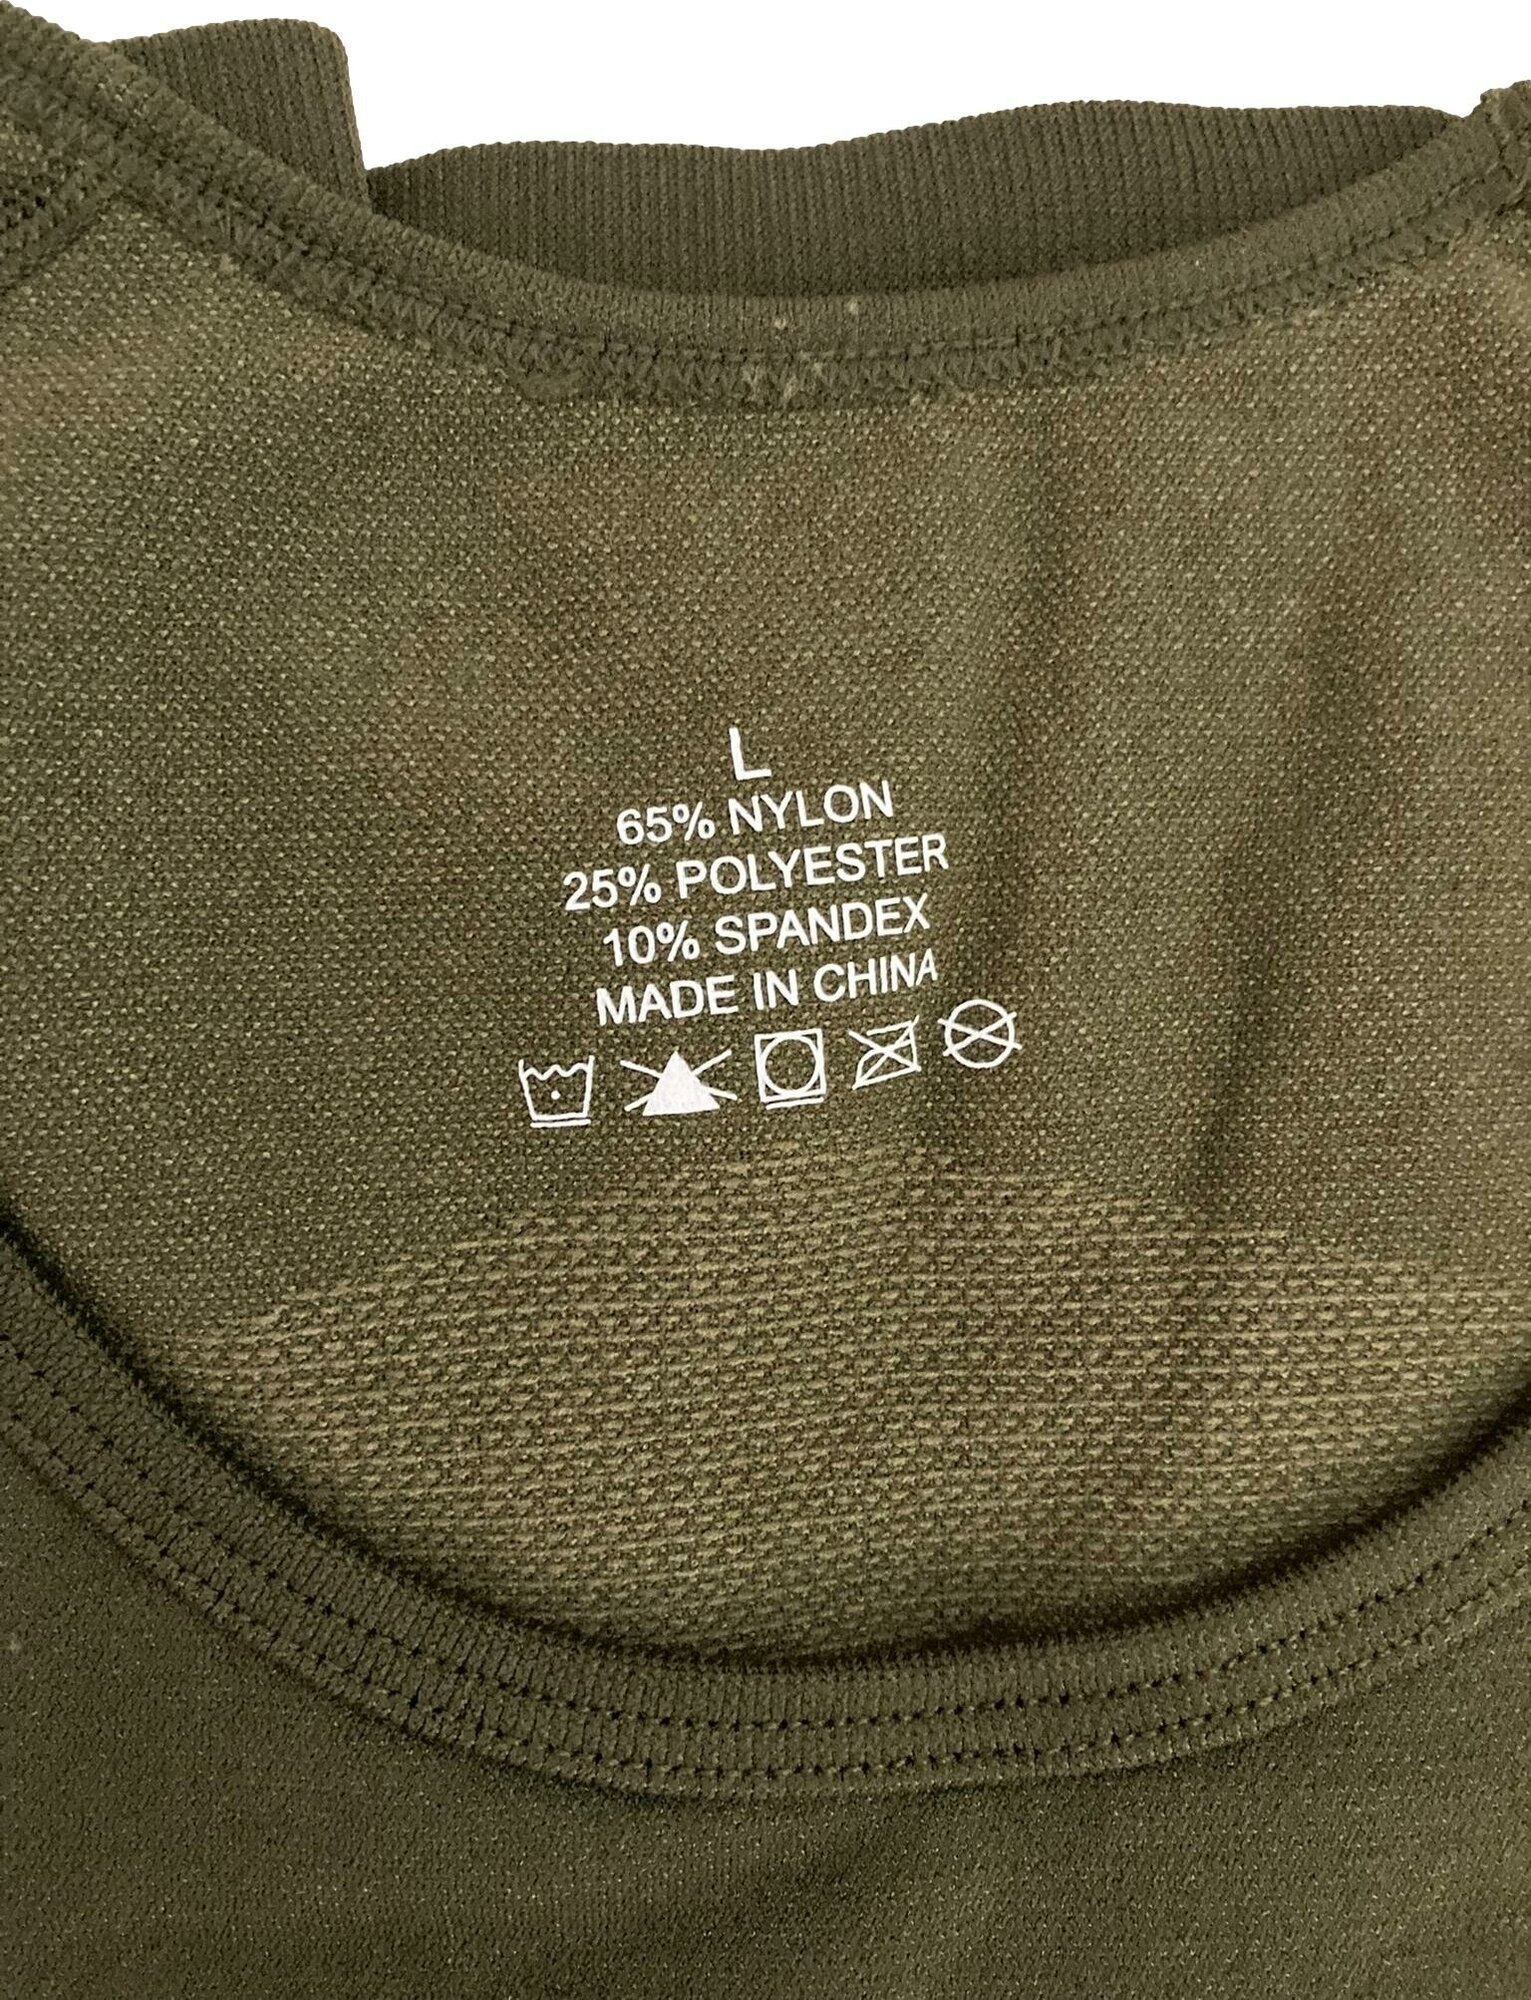 L
65% NYLON
25% POLYESTER
10% SPANDEX
MADE IN CHINA